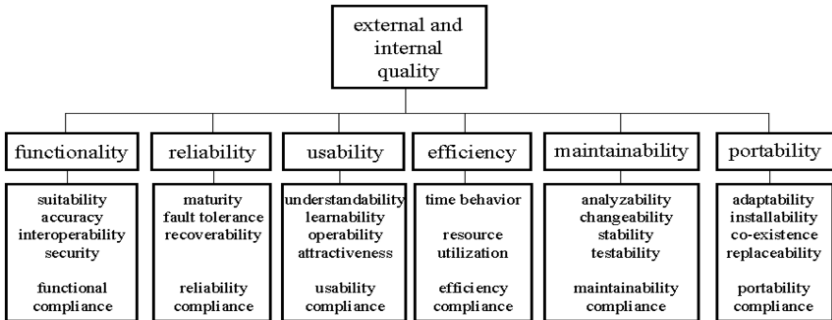 external and
internal
quality
functionality
reliability
usability
efficiency
maintainability
portability
suitability
accuracy
interoperability
security
functional
compliance
maturity
fault tolerance
recoverability
reliability
compliance
understandability
learnability
operability
attractiveness
usability
compliance
time behavior
resource
utilization
efficiency
compliance
analyzability
changeability
stability
testability
maintainability
compliance
adaptability
installability
co-existence
replaceability
portability
compliance